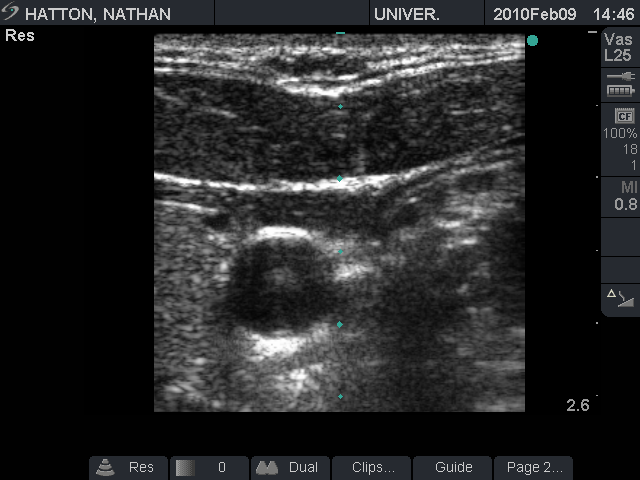 HATTON, NATHAN UNIVER. 2010Feb09 14:46
Res
Vas
L25
CF
100%
18
1
MI
0.8
2.6
Res 0 Dual Clips... Guide Page 2...